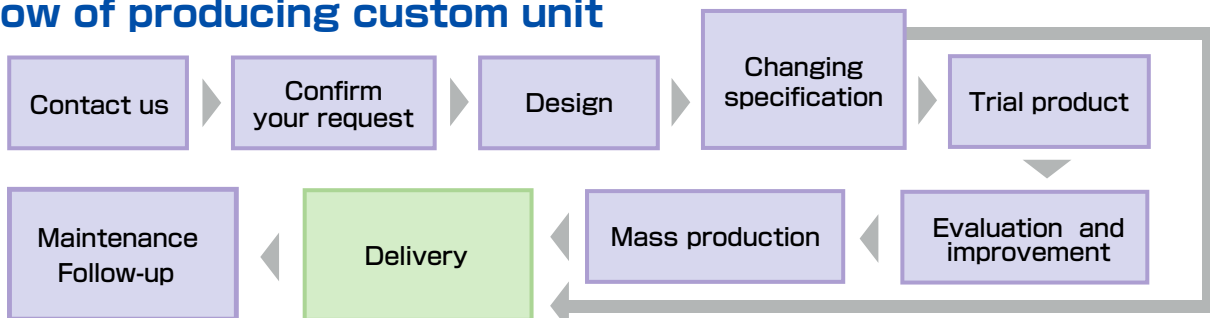 ow of producing custom unit
Contact us
Confirm
your request
Design
Changing
specification
Trial product
Evaluation and
improvement
Mass production
Delivery
Maintenance
Follow-up